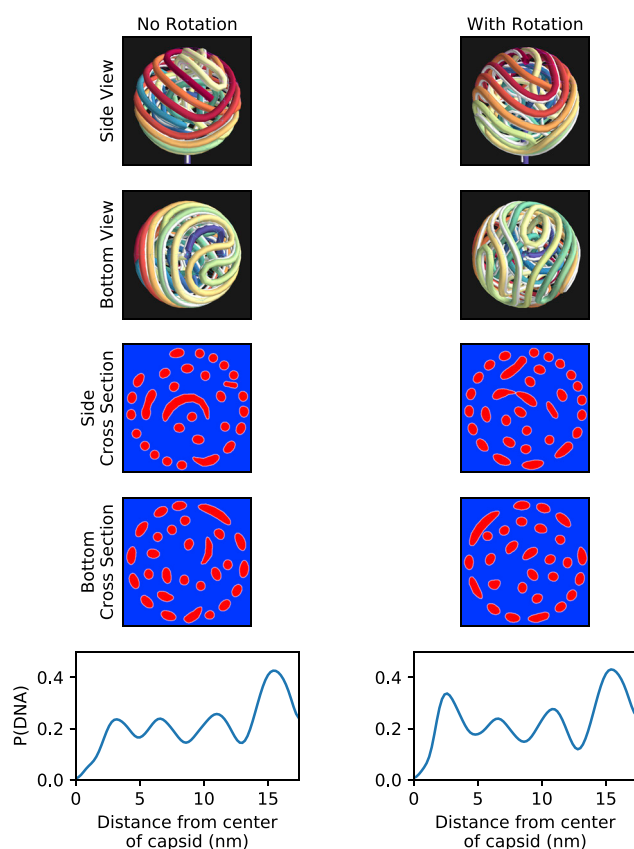 No Rotation
With Rotation
Side View
Bottom View
Side
Cross Section
Bottom
Cross Section
P(DNA)
0.4
0.2
0.0
0
5
10
15
Distance from center
of capsid (nm)
0.4
0.2
0.0
0
5
10
15
Distance from center
of capsid (nm)